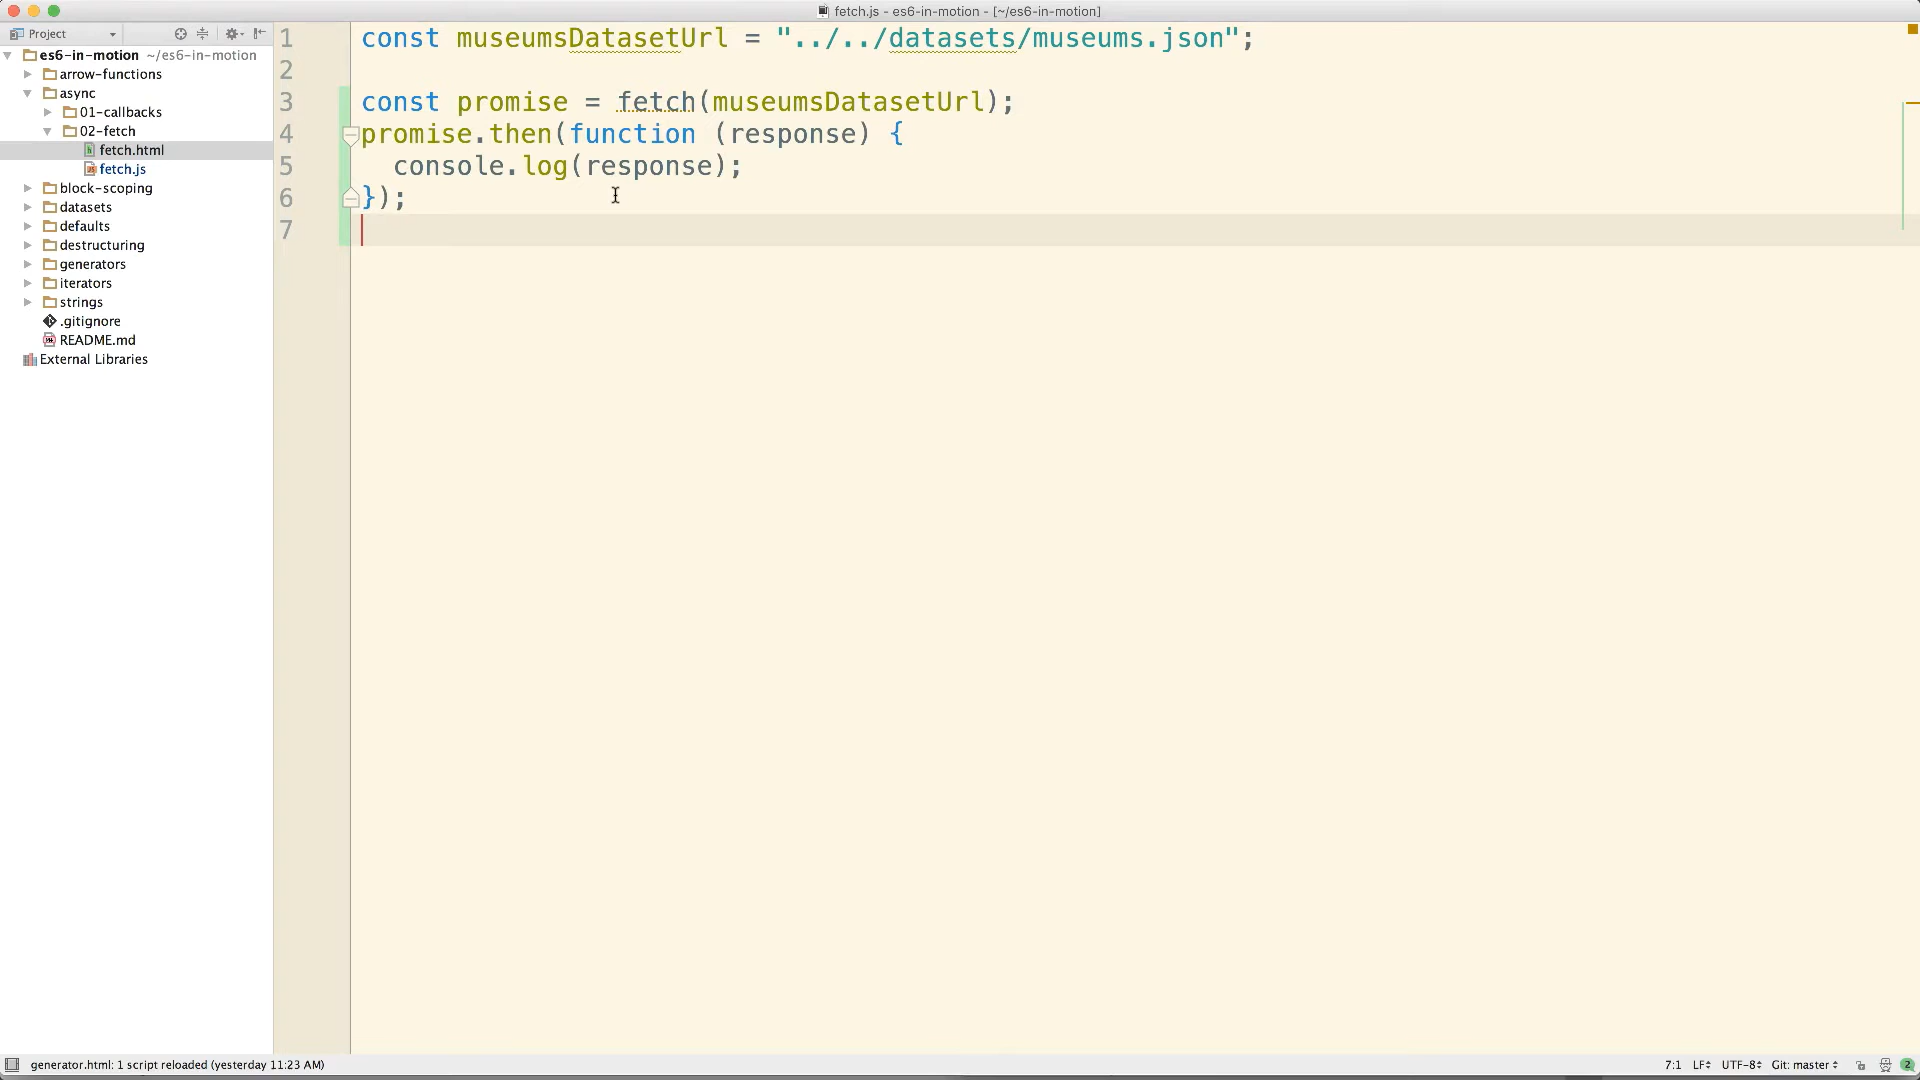 fetch.js - es6-in-motion - [~/es6-in-motion]
Project
es6-in-motion ~/es6-in-motion
arrow-functions
async
01-callbacks
02-fetch
fetch.html
fetch.js
block-scoping
datasets
defaults
destructuring
generators
iterators
strings
.gitignore
README.md
External Libraries
1 const museumsDatasetUrl = "../../datasets/museums.json";
2
3 const promise = fetch(museumsDatasetUrl);
4 promise.then(function (response) {
5   console.log(response);
6 });
7
generator.html: 1 script reloaded (yesterday 11:23 AM)
7:1 LF UTF-8 Git: master 2